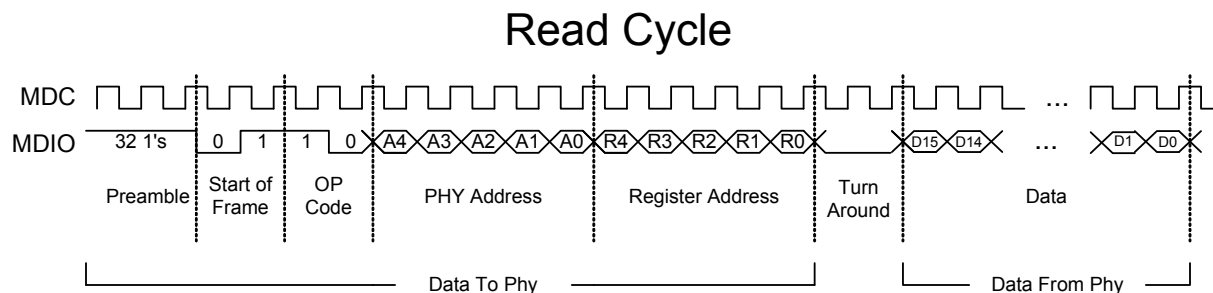 Read Cycle
MDC ...
MDIO 32 1's 0 1 1 0 A4 A3 A2 A1 A0 R4 R3 R2 R1 R0 D15 D14 ... D1 D0
Preamble Start of Frame OP Code PHY Address Register Address Turn Around Data
Data To Phy Data From Phy